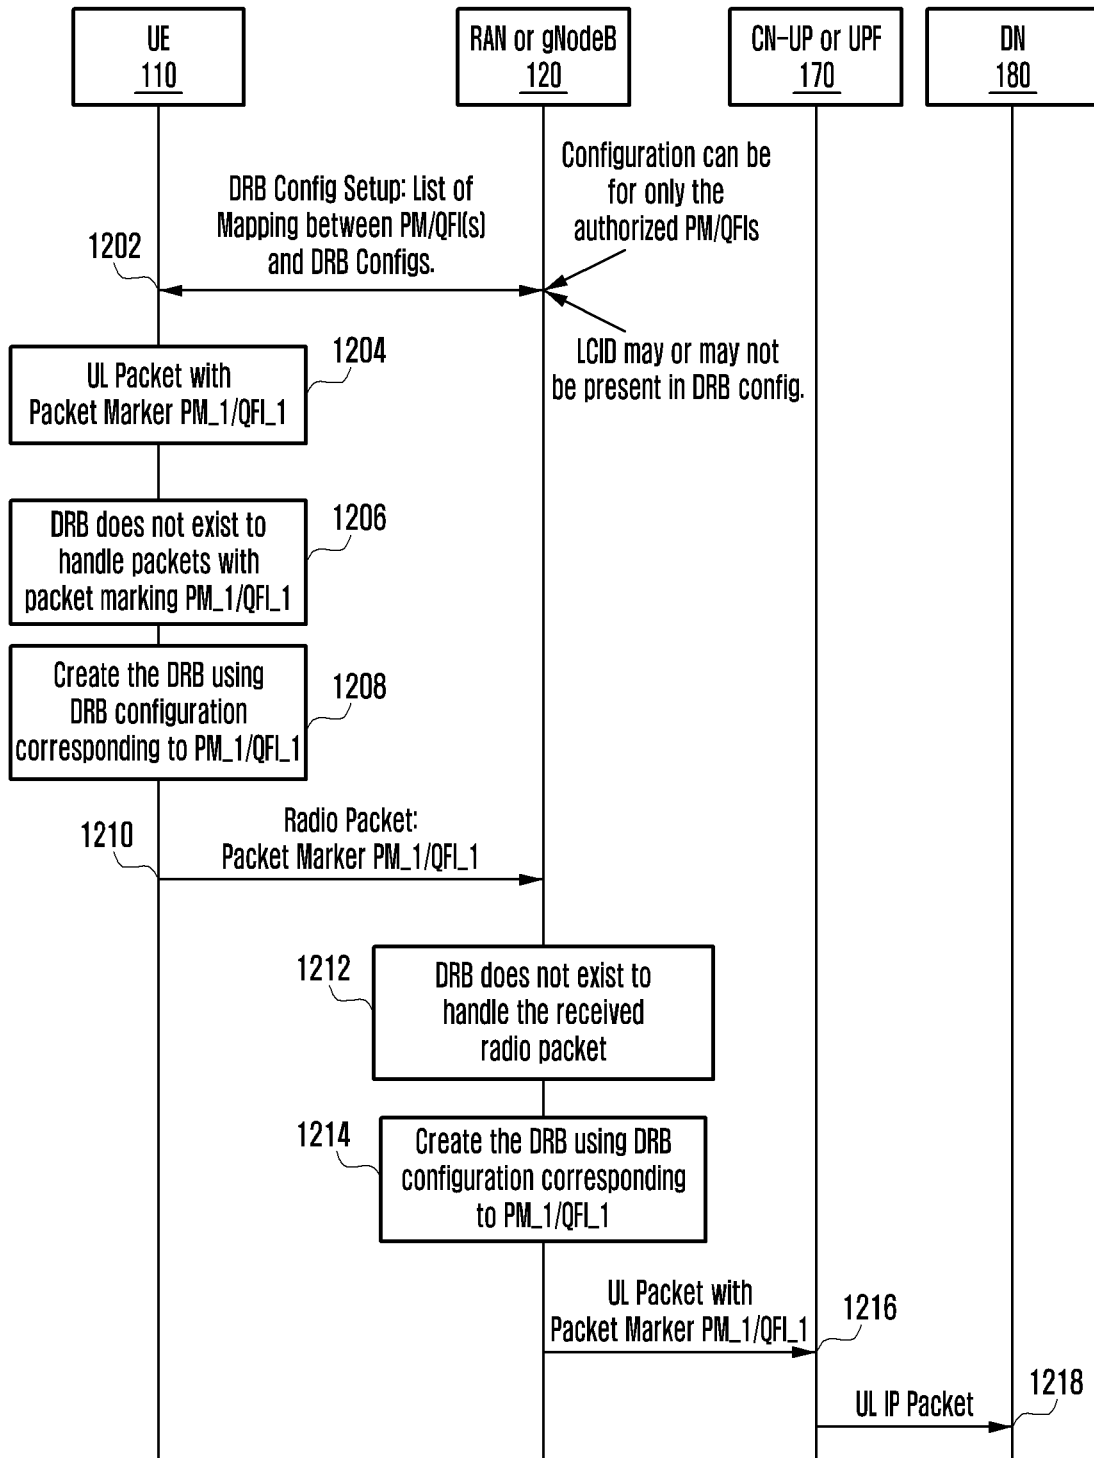 UE
110
RAN or gNodeB
120
CN-UP or UPF
170
DN
180
DRB Config Setup: List of
Mapping between PM/QFI(s)
and DRB Configs.
1202
Configuration can be
for only the
authorized PM/QFIs
LCID may or may not
be present in DRB config.
1204
UL Packet with
Packet Marker PM_1/QFI_1
1206
DRB does not exist to
handle packets with
packet marking PM_1/QFI_1
1208
Create the DRB using
DRB configuration
corresponding to PM_1/QFI_1
1210
Radio Packet:
Packet Marker PM_1/QFI_1
1212
DRB does not exist to
handle the received
radio packet
1214
Create the DRB using DRB
configuration corresponding
to PM_1/QFI_1
UL Packet with
Packet Marker PM_1/QFI_1
1216
UL IP Packet
1218